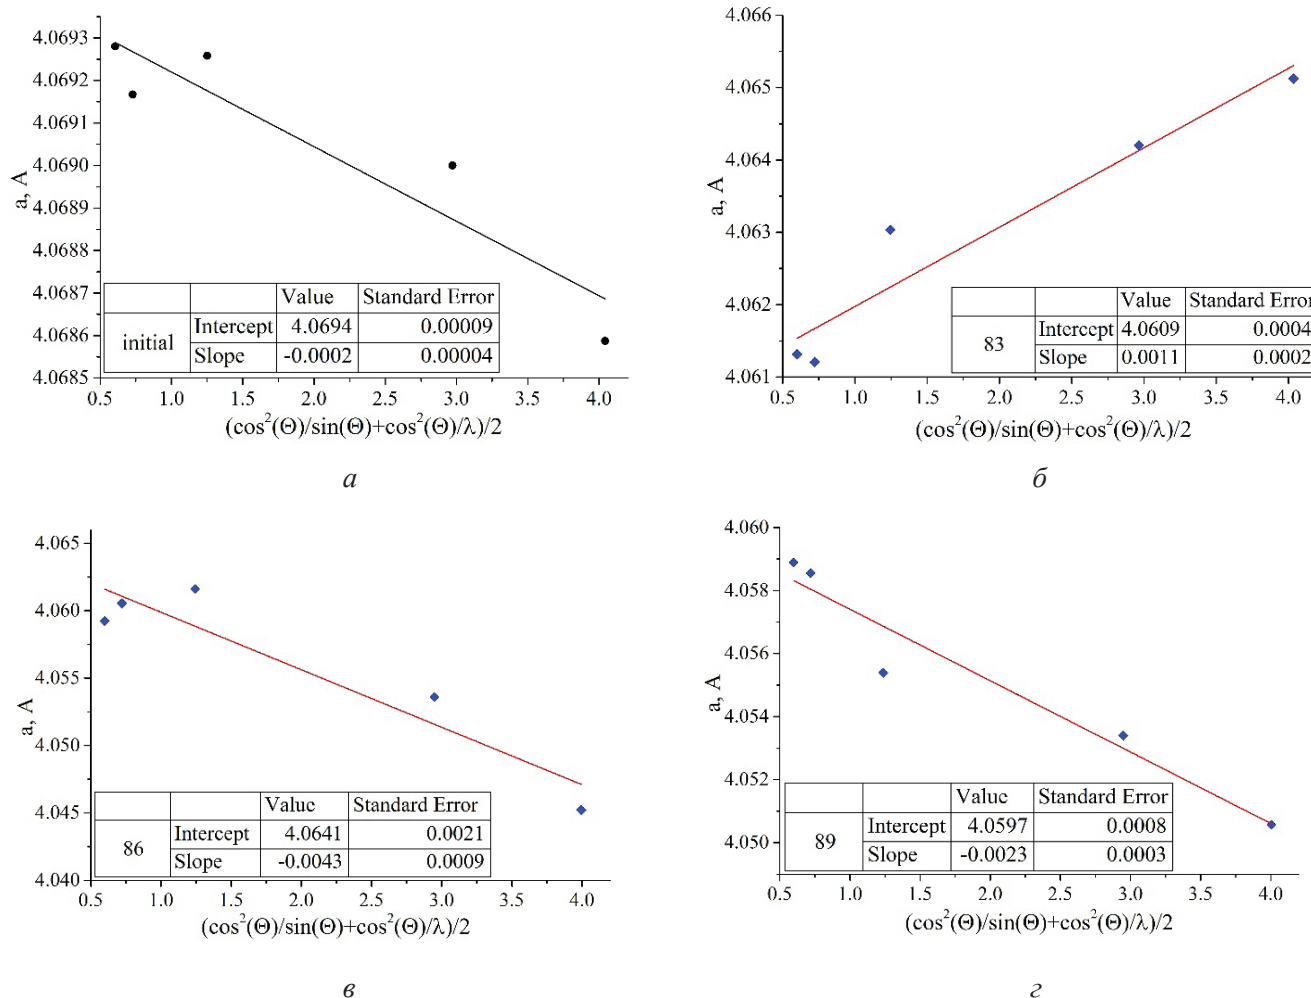 4.0693
4.0692
4.0691
4.0690
4.0689
4.0688
4.0687
4.0686
4.0685
a, A
Value Standard Error
initial
Intercept 4.0694 0.00009
Slope -0.0002 0.00004
0.5 1.0 1.5 2.0 2.5 3.0 3.5 4.0
(cos²(Θ)/sin(Θ)+cos²(Θ)/λ)/2
а
4.066
4.065
4.064
4.063
4.062
4.061
a, A
Value Standard Error
83
Intercept 4.0609 0.0004
Slope 0.0011 0.0002
0.5 1.0 1.5 2.0 2.5 3.0 3.5 4.0
(cos²(Θ)/sin(Θ)+cos²(Θ)/λ)/2
б
4.065
4.060
4.055
4.050
4.045
4.040
a, A
Value Standard Error
86
Intercept 4.0641 0.0021
Slope -0.0043 0.0009
0.5 1.0 1.5 2.0 2.5 3.0 3.5 4.0
(cos²(Θ)/sin(Θ)+cos²(Θ)/λ)/2
в
4.060
4.058
4.056
4.054
4.052
4.050
a, A
Value Standard Error
89
Intercept 4.0597 0.0008
Slope -0.0023 0.0003
0.5 1.0 1.5 2.0 2.5 3.0 3.5 4.0
(cos²(Θ)/sin(Θ)+cos²(Θ)/λ)/2
г